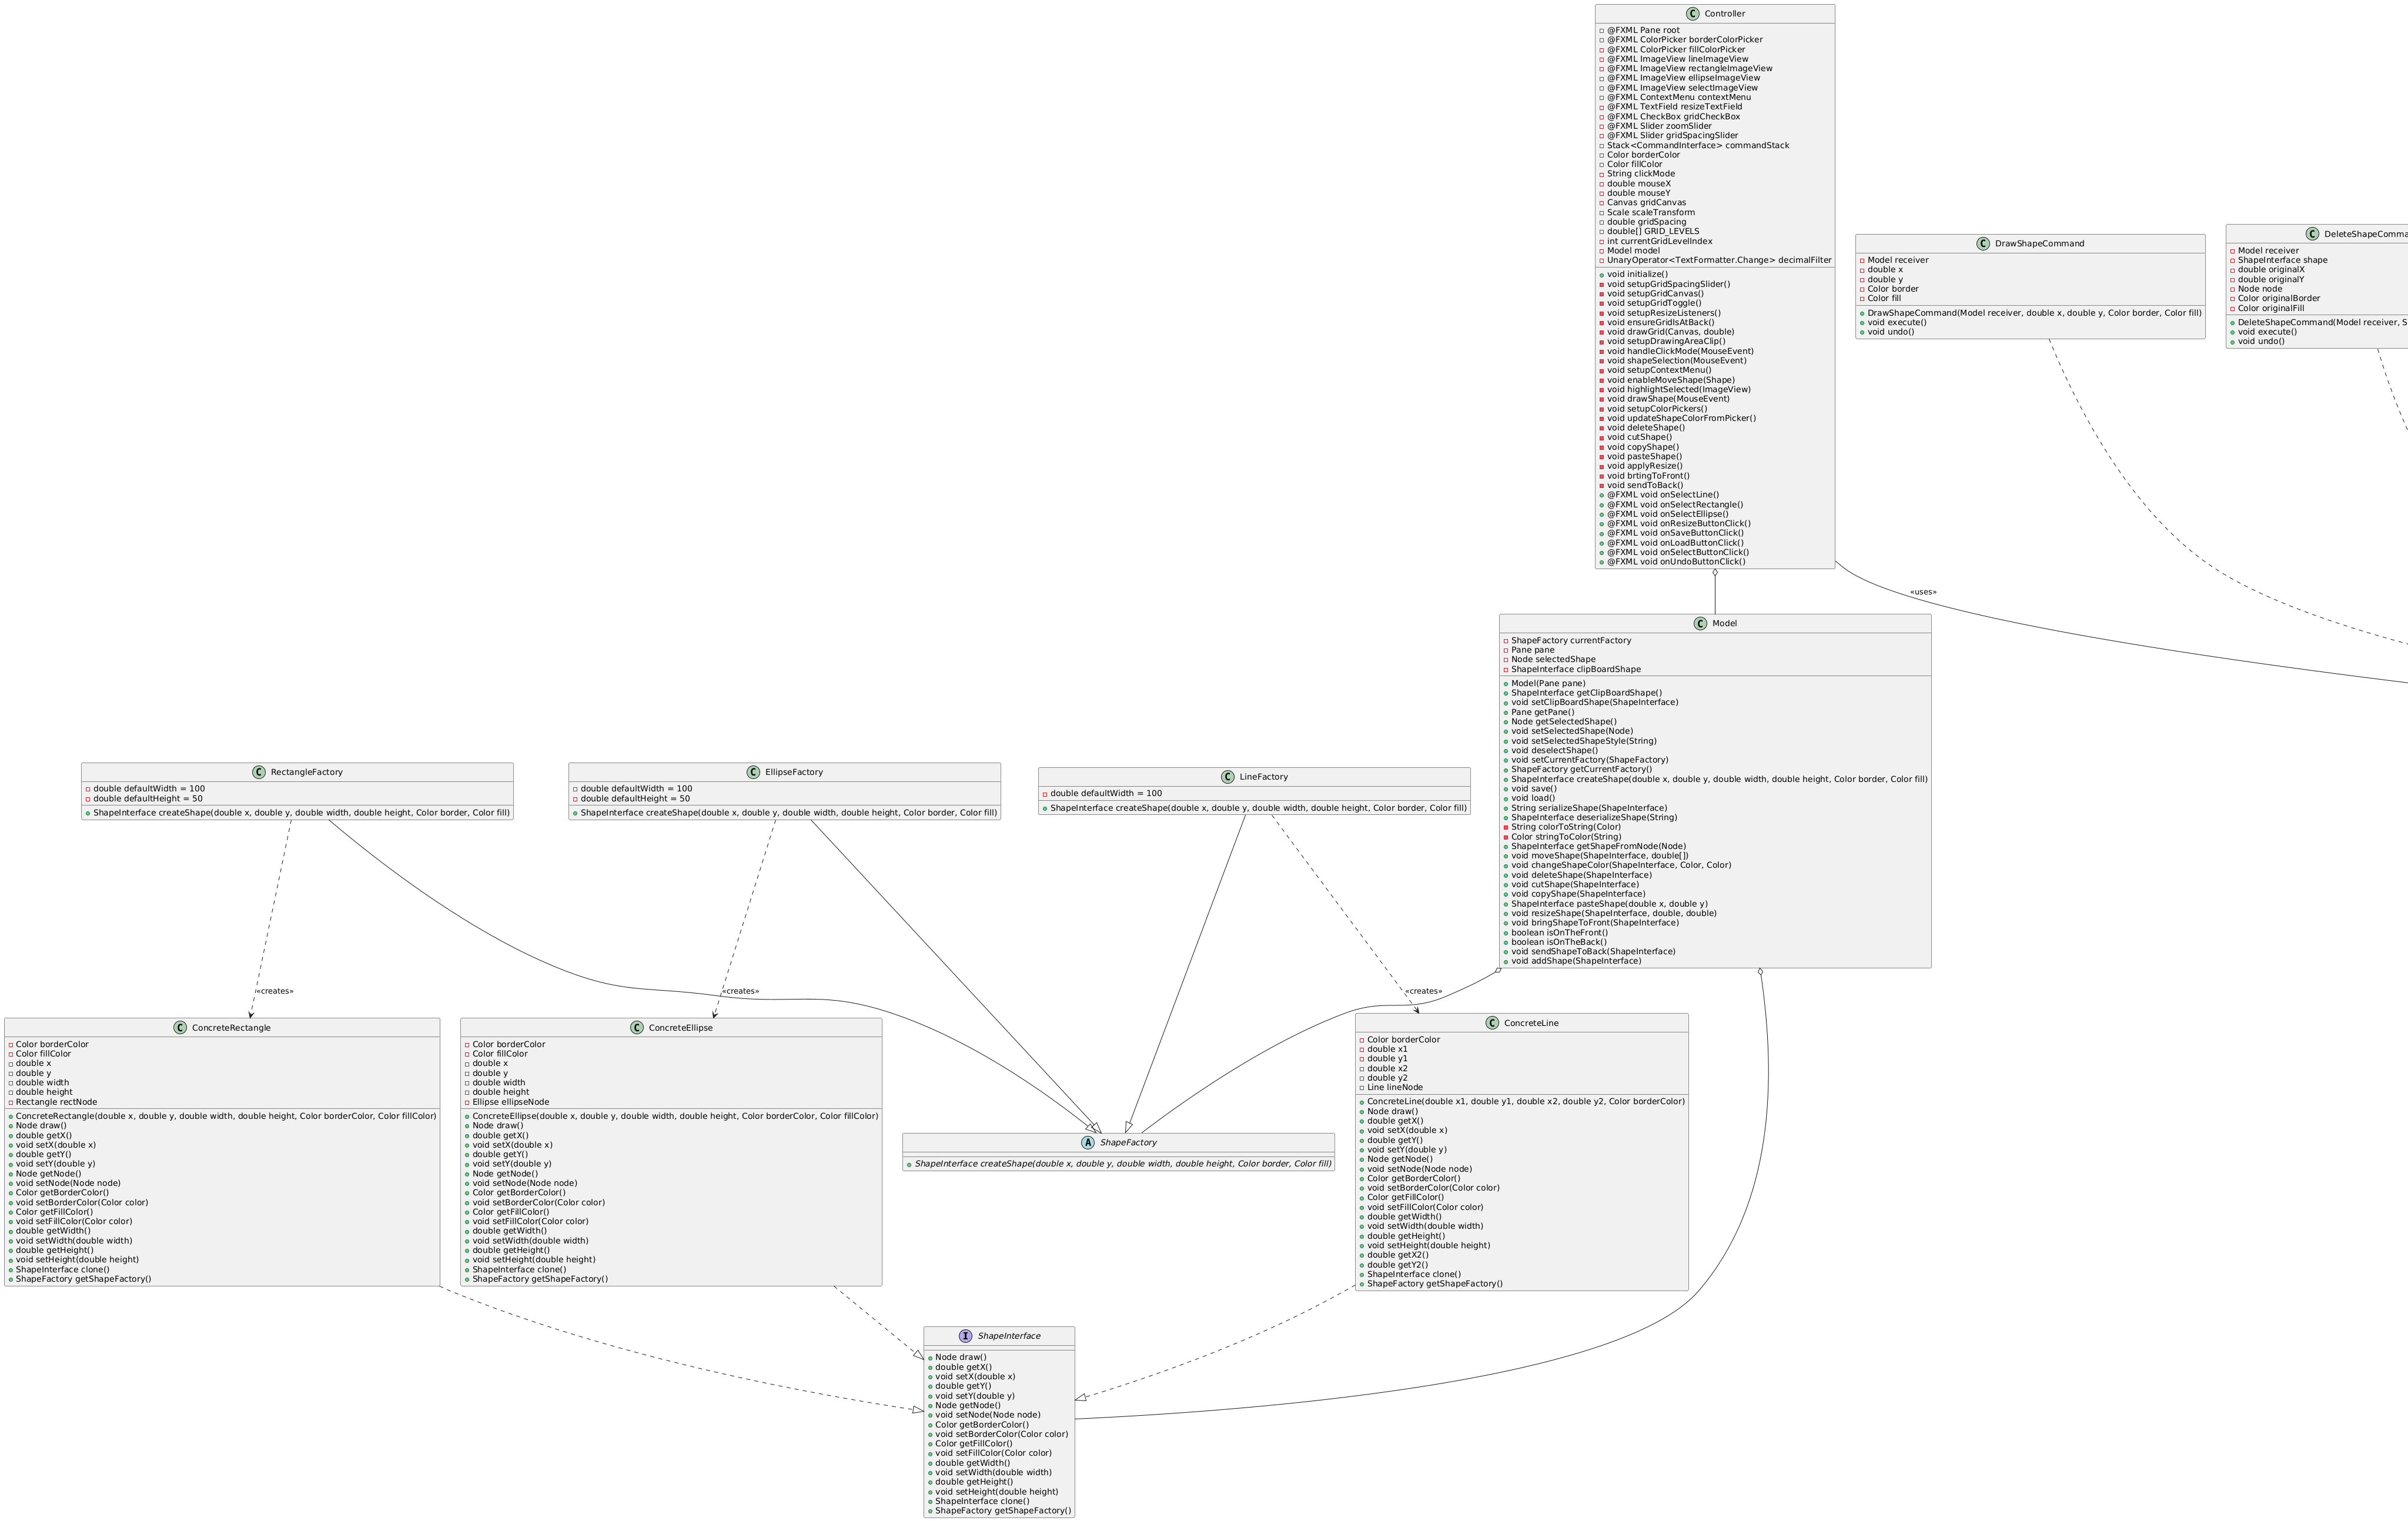 Controller
@FXML Pane root
@FXML ColorPicker borderColorPicker
@FXML ColorPicker fillColorPicker
@FXML ImageView lineImageView
@FXML ImageView rectangleImageView
@FXML ImageView ellipseImageView
@FXML ImageView selectImageView
@FXML ContextMenu contextMenu
@FXML TextField resizeTextField
@FXML CheckBox gridCheckBox
@FXML Slider zoomSlider
@FXML Slider gridSpacingSlider
Stack<CommandInterface> commandStack
Color borderColor
Color fillColor
String clickMode
double mouseX
double mouseY
Canvas gridCanvas
Scale scaleTransform
double gridSpacing
double[] GRID_LEVELS
int currentGridLevelIndex
Model model
UnaryOperator<TextFormatter.Change> decimalFilter
void initialize()
void setupGridSpacingSlider()
void setupGridCanvas()
void setupGridToggle()
void setupResizeListeners()
void ensureGridIsAtBack()
void drawGrid(Canvas, double)
void setupDrawingAreaClip()
void handleClickMode(MouseEvent)
void shapeSelection(MouseEvent)
void setupContextMenu()
void enableMoveShape(Shape)
void highlightSelected(ImageView)
void drawShape(MouseEvent)
void setupColorPickers()
void updateShapeColorFromPicker()
void deleteShape()
void cutShape()
void copyShape()
void pasteShape()
void applyResize()
void brtingToFront()
void sendToBack()
@FXML void onSelectLine()
@FXML void onSelectRectangle()
@FXML void onSelectEllipse()
@FXML void onResizeButtonClick()
@FXML void onSaveButtonClick()
@FXML void onLoadButtonClick()
@FXML void onSelectButtonClick()
@FXML void onUndoButtonClick()
DrawShapeCommand
Model receiver
double x
double y
Color border
Color fill
DrawShapeCommand(Model receiver, double x, double y, Color border, Color fill)
void execute()
void undo()
DeleteShapeComma
Model receiver
ShapeInterface shape
double originalX
double originalY
Node node
Color originalBorder
Color originalFill
DeleteShapeCommand(Model receiver, S
void execute()
void undo()
«uses»
Model
ShapeFactory currentFactory
Pane pane
Node selectedShape
ShapeInterface clipBoardShape
Model(Pane pane)
ShapeInterface getClipBoardShape()
void setClipBoardShape(ShapeInterface)
Pane getPane()
Node getSelectedShape()
void setSelectedShape(Node)
void setSelectedShapeStyle(String)
void deselectShape()
void setCurrentFactory(ShapeFactory)
ShapeFactory getCurrentFactory()
ShapeInterface createShape(double x, double y, double width, double height, Color border, Color fill)
void save()
void load()
String serializeShape(ShapeInterface)
ShapeInterface deserializeShape(String)
String colorToString(Color)
Color stringToColor(String)
ShapeInterface getShapeFromNode(Node)
void moveShape(ShapeInterface, double[])
void changeShapeColor(ShapeInterface, Color, Color)
void deleteShape(ShapeInterface)
void cutShape(ShapeInterface)
void copyShape(ShapeInterface)
ShapeInterface pasteShape(double x, double y)
void resizeShape(ShapeInterface, double, double)
void bringShapeToFront(ShapeInterface)
boolean isOnTheFront()
boolean isOnTheBack()
void sendShapeToBack(ShapeInterface)
void addShape(ShapeInterface)
RectangleFactory
double defaultWidth = 100
double defaultHeight = 50
ShapeInterface createShape(double x, double y, double width, double height, Color border, Color fill)
EllipseFactory
double defaultWidth = 100
double defaultHeight = 50
ShapeInterface createShape(double x, double y, double width, double height, Color border, Color fill)
LineFactory
double defaultWidth = 100
ShapeInterface createShape(double x, double y, double width, double height, Color border, Color fill)
«creates»
«creates»
«creates»
ConcreteRectangle
Color borderColor
Color fillColor
double x
double y
double width
double height
Rectangle rectNode
ConcreteRectangle(double x, double y, double width, double height, Color borderColor, Color fillColor)
Node draw()
double getX()
void setX(double x)
double getY()
void setY(double y)
Node getNode()
void setNode(Node node)
Color getBorderColor()
void setBorderColor(Color color)
Color getFillColor()
void setFillColor(Color color)
double getWidth()
void setWidth(double width)
double getHeight()
void setHeight(double height)
ShapeInterface clone()
ShapeFactory getShapeFactory()
ConcreteEllipse
Color borderColor
Color fillColor
double x
double y
double width
double height
Ellipse ellipseNode
ConcreteEllipse(double x, double y, double width, double height, Color borderColor, Color fillColor)
Node draw()
double getX()
void setX(double x)
double getY()
void setY(double y)
Node getNode()
void setNode(Node node)
Color getBorderColor()
void setBorderColor(Color color)
Color getFillColor()
void setFillColor(Color color)
double getWidth()
void setWidth(double width)
double getHeight()
void setHeight(double height)
ShapeInterface clone()
ShapeFactory getShapeFactory()
ShapeFactory
ShapeInterface createShape(double x, double y, double width, double height, Color border, Color fill)
ConcreteLine
Color borderColor
double x1
double y1
double x2
double y2
Line lineNode
ConcreteLine(double x1, double y1, double x2, double y2, Color borderColor)
Node draw()
double getX()
void setX(double x)
double getY()
void setY(double y)
Node getNode()
void setNode(Node node)
Color getBorderColor()
void setBorderColor(Color color)
Color getFillColor()
void setFillColor(Color color)
double getWidth()
void setWidth(double width)
double getHeight()
void setHeight(double height)
double getX2()
double getY2()
ShapeInterface clone()
ShapeFactory getShapeFactory()
ShapeInterface
Node draw()
double getX()
void setX(double x)
double getY()
void setY(double y)
Node getNode()
void setNode(Node node)
Color getBorderColor()
void setBorderColor(Color color)
Color getFillColor()
void setFillColor(Color color)
double getWidth()
void setWidth(double width)
double getHeight()
void setHeight(double height)
ShapeInterface clone()
ShapeFactory getShapeFactory()